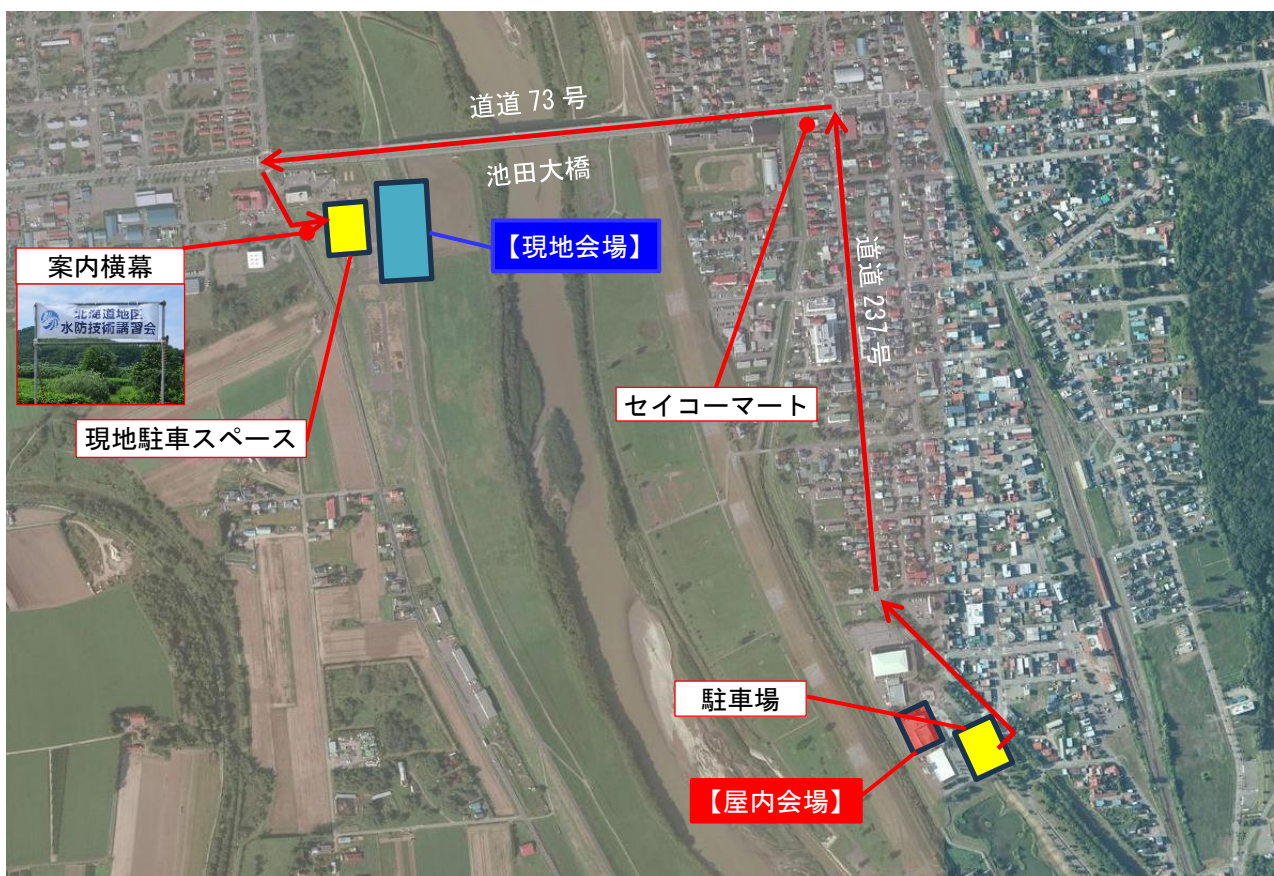 道道 73 号
池田大橋
【現地会場】
案内横幕
北海道地区
水防技術講習会
現地駐車スペース
セイコーマート
道道 237 号
駐車場
【屋内会場】